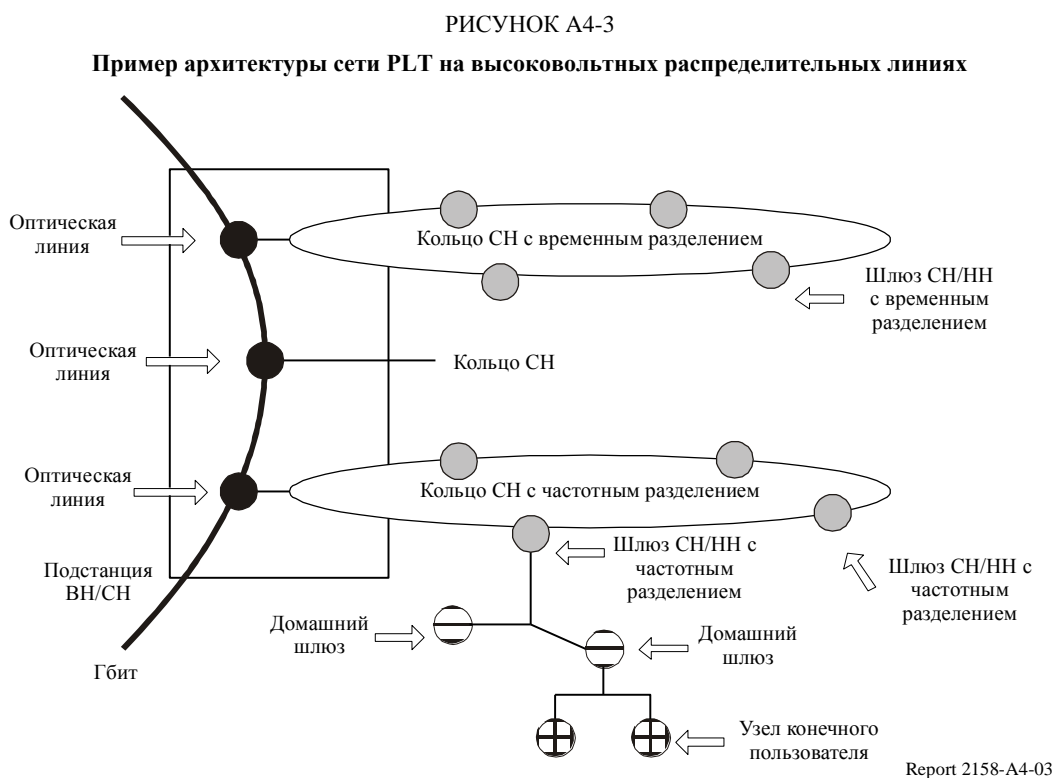 РИСУНОК А4-3
Пример архитектуры сети PLT на высоковольтных распределительных линиях
Оптическая
линия
Кольцо СН с временным разделением
Шлюз СН/НН
с временным
разделением
Оптическая
линия
Кольцо СН
Оптическая
линия
Кольцо СН с частотным разделением
Подстанция
ВН/СН
Шлюз СН/НН с
частотным
разделением
Шлюз СН/НН с
частотным
разделением
Домашний
шлюз
Домашний
шлюз
Гбит
Узел конечного
пользователя
Report 2158-A4-03